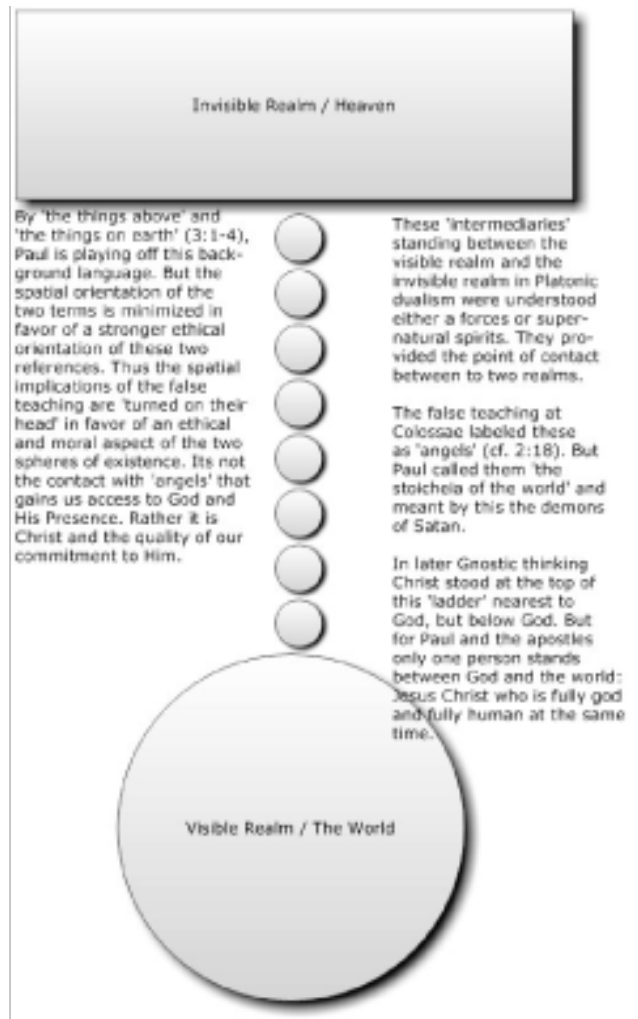 Invisible Realm / Heaven
By 'the things above' and
'the things on earth' (3:1-4),
Paul is playing off this back-
ground language. But the
spatial orientation of the
two terms is minimized in
favor of a stronger ethical
orientation of these two
references. Thus the spatial
implications of the false
teaching are 'turned on their
head' in favor of an ethical
and moral aspect of the two
spheres of existence. Its not
the contact with 'angels' that
gains us access to God and
His Presence. Rather it is
Christ and the quality of our
commitment to Him.
These 'intermediaries'
standing between the
visible realm and the
invisible realm in Platonic
dualism were understood
either a forces or super-
natural spirits. They pro-
vided the point of contact
between to two realms.
The false teaching at
Colossae labeled these
as 'angels' (cf. 2:18). But
Paul called them 'the
stoicheia of the world' and
meant by this the demons
of Satan.
In later Gnostic thinking
Christ stood at the top of
this 'ladder' nearest to
God, but below God. But
for Paul and the apostles
only one person stands
between God and the world:
Jesus Christ who is fully god
and fully human at the same
time.
Visible Realm / The World